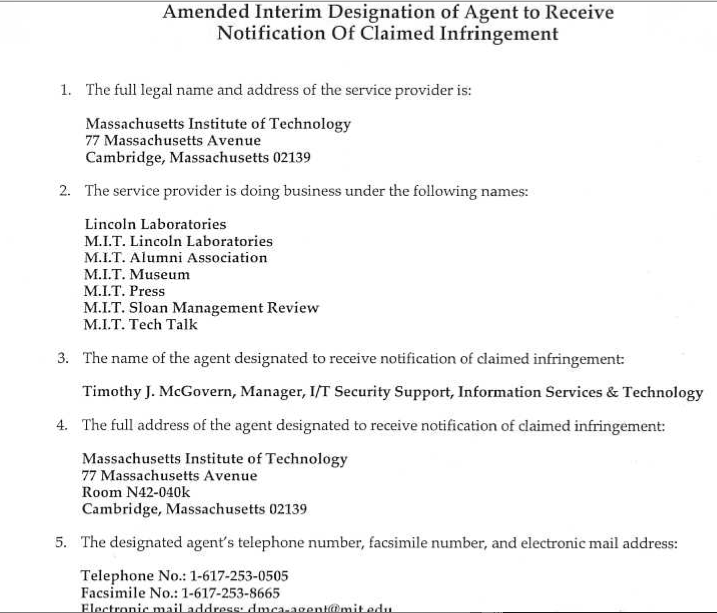 Amended Interim Designation of Agent to Receive
Notification Of Claimed Infringement
1. The full legal name and address of the service provider is:
Massachusetts Institute of Technology
77 Massachusetts Avenue
Cambridge, Massachusetts 02139
2. The service provider is doing business under the following names:
Lincoln Laboratories
M.I.T. Lincoln Laboratories
M.I.T. Alumni Association
M.I.T. Museum
M.I.T. Press
M.I.T. Sloan Management Review
M.I.T. Tech Talk
3. The name of the agent designated to receive notification of claimed infringement:
Timothy J. McGovern, Manager, I/T Security Support, Information Services & Technology
4. The full address of the agent designated to receive notification of claimed infringement:
Massachusetts Institute of Technology
77 Massachusetts Avenue
Room N42-040k
Cambridge, Massachusetts 02139
5. The designated agent's telephone number, facsimile number, and electronic mail address:
Telephone No.: 1-617-253-0505
Facsimile No.: 1-617-253-8665
Electronic mail address: dmca-agent@mit.edu